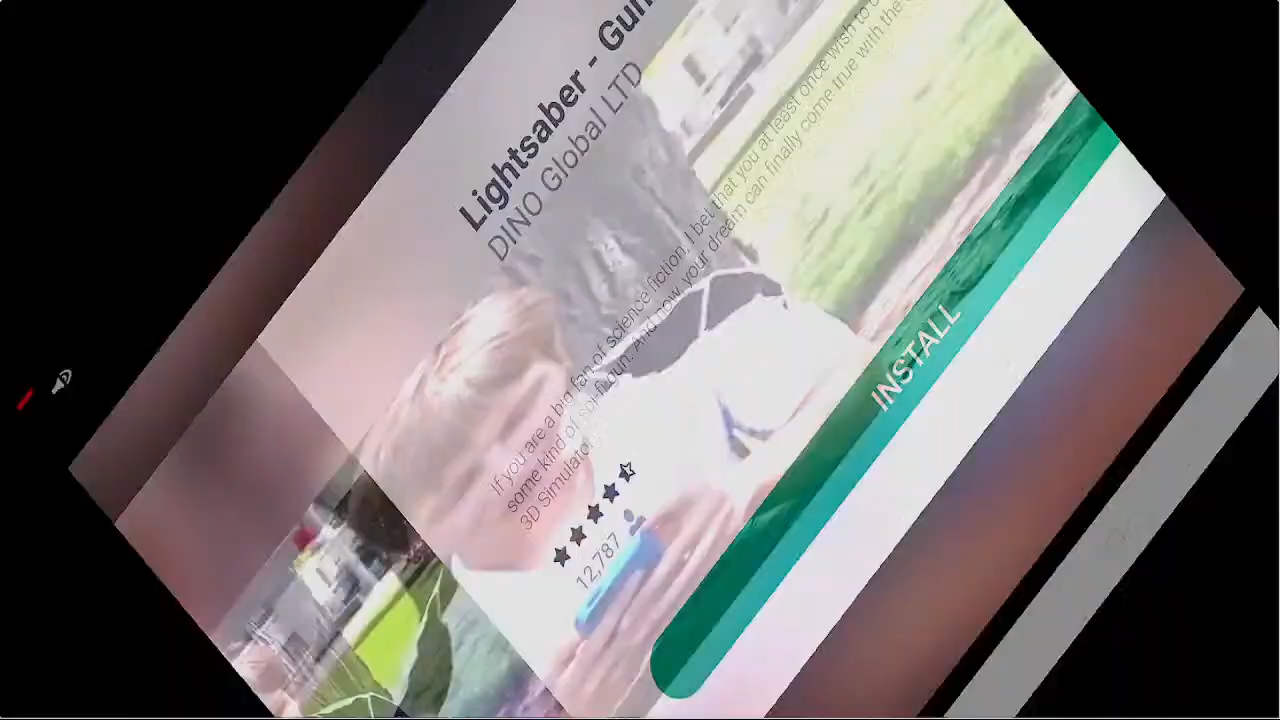 Lightsaber - Gun
DINO Global LTD
If you are a big fan of science fiction, I bet that you at least once wish to
some kind of sci-fi gun. And now, your dream can finally come true with the
3D Simulator
12,787
INSTALL